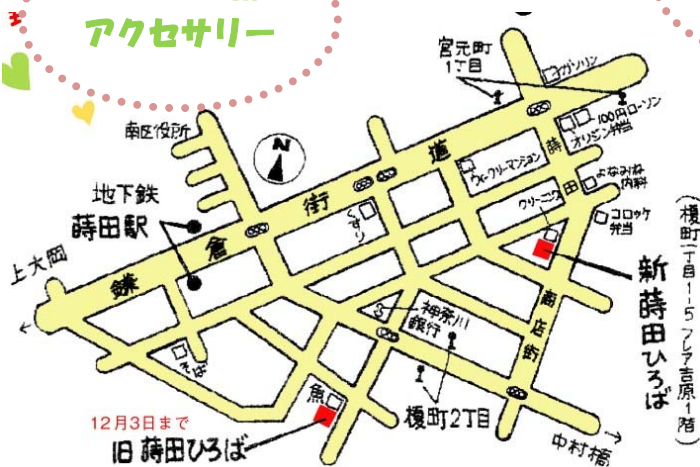 アクセサリー
宮元町
1丁目
ガソリン
100円ローソン
オリジン弁当
南区役所
N
鎌倉街道
ウィークリーマンション
蒔田
よなみね
内科
地下鉄
蒔田駅
くすり
クリーニング
コロッケ
弁当
上大岡
新蒔田ひろば
(榎町一丁目1-5 フレア吉原1階)
商店街
神奈川
銀行
そば
魚
12月3日まで
旧 蒔田ひろば
榎町2丁目
中村橋